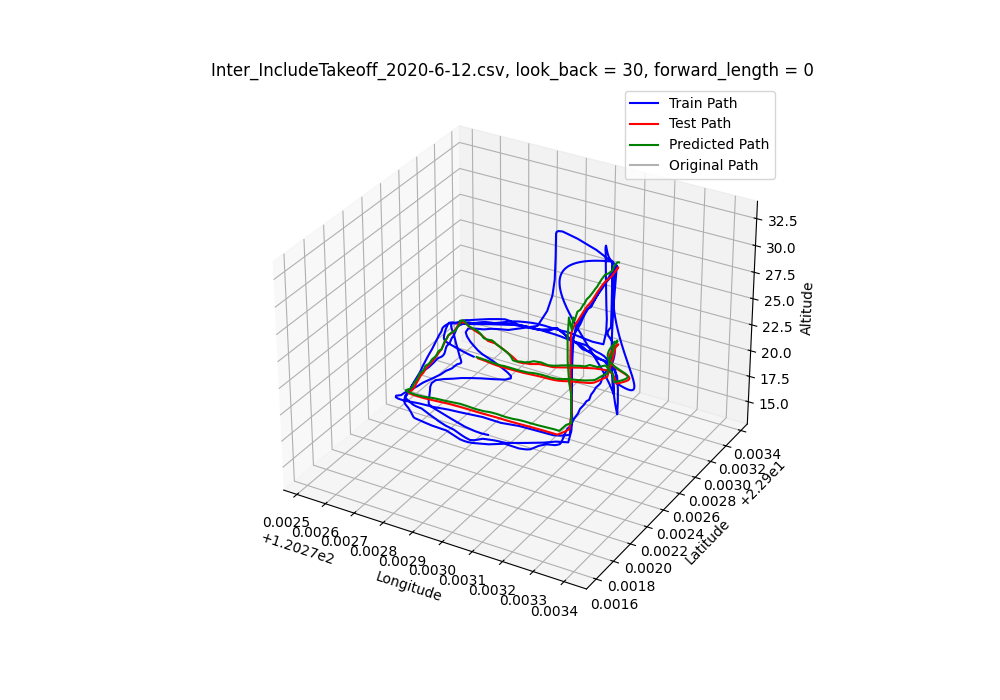 Inter_IncludeTakeoff_2020-6-12.csv, look_back = 30, forward_length = 0
Train Path
Test Path
Predicted Path
Original Path
32.5
30.0
27.5
25.0
22.5
20.0
17.5
15.0
Altitude
0.0034
0.0032
0.0030
0.0028
0.0026
0.0024
0.0022
0.0020
0.0018
0.0016
+2.29e1
Latitude
0.0025
0.0026
0.0027
0.0028
0.0029
0.0030
0.0031
0.0032
0.0033
0.0034
+1.2027e2
Longitude